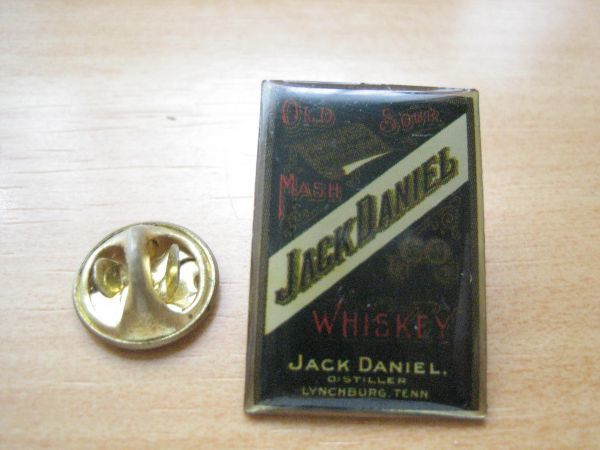 OLD SOUR
MASH
JACK DANIEL
WHISKEY
JACK DANIEL.
DISTILLER
LYNCHBURG, TENN